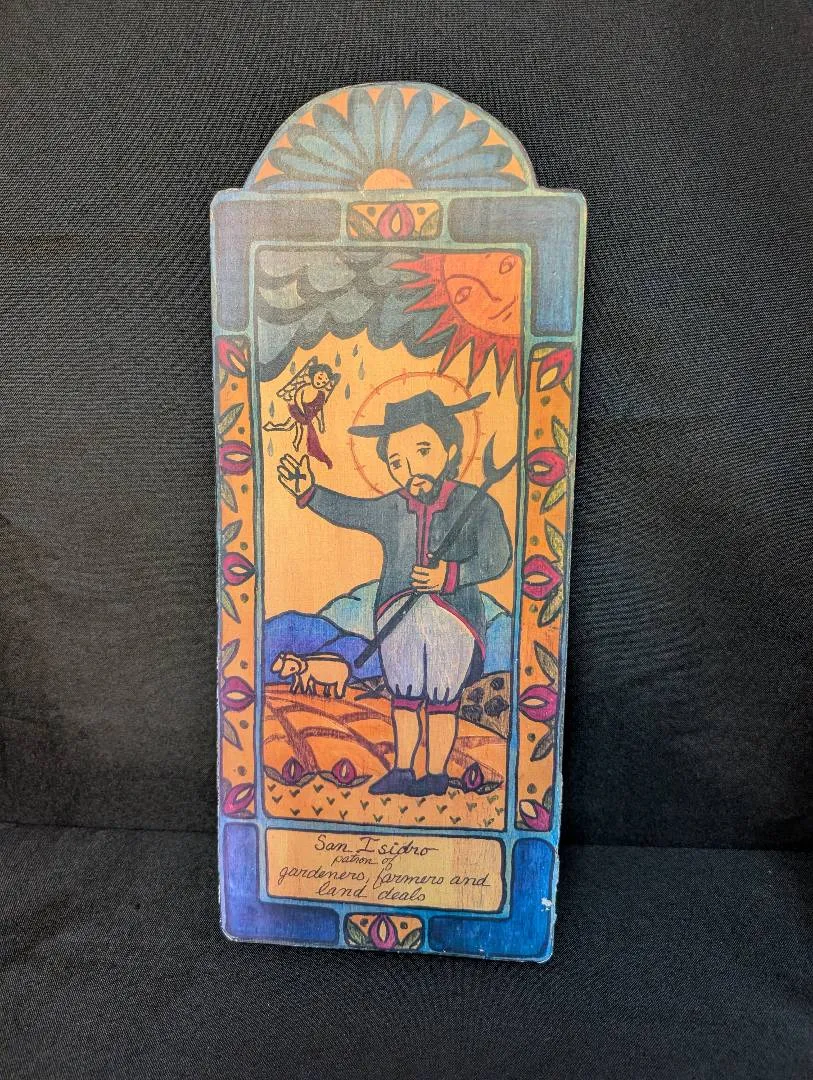 San Isidro
patron of
gardeners, farmers and
land deals